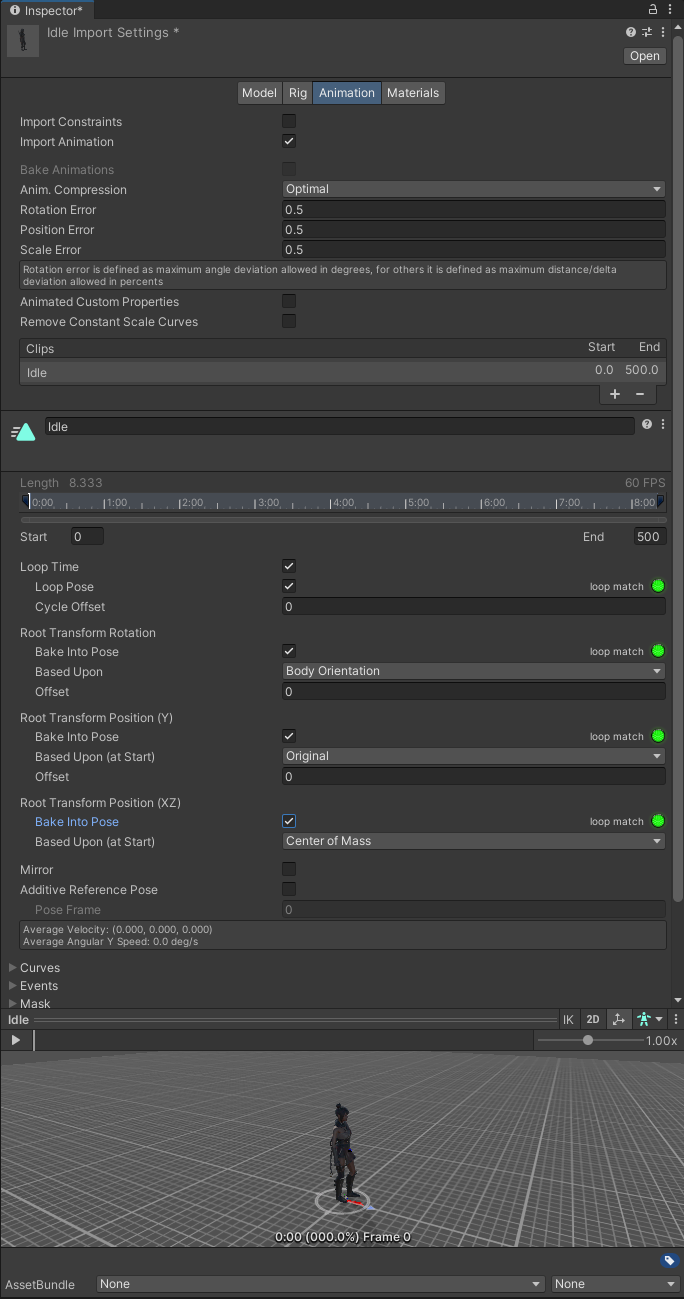 Inspector*
Idle Import Settings *
Open
Model Rig Animation Materials
Import Constraints
Import Animation
Bake Animations
Anim. Compression Optimal
Rotation Error 0.5
Position Error 0.5
Scale Error 0.5
Rotation error is defined as maximum angle deviation allowed in degrees, for others it is defined as maximum distance/delta
deviation allowed in percents
Animated Custom Properties
Remove Constant Scale Curves
Clips Start End
Idle 0.0 500.0
+ −
Idle
Length 8.333 60 FPS
0:00 1:00 2:00 3:00 4:00 5:00 6:00 7:00 8:00
Start 0 End 500
Loop Time
Loop Pose loop match
Cycle Offset 0
Root Transform Rotation
Bake Into Pose loop match
Based Upon Body Orientation
Offset 0
Root Transform Position (Y)
Bake Into Pose loop match
Based Upon (at Start) Original
Offset 0
Root Transform Position (XZ)
Bake Into Pose loop match
Based Upon (at Start) Center of Mass
Mirror
Additive Reference Pose
Pose Frame 0
Average Velocity: (0.000, 0.000, 0.000)
Average Angular Y Speed: 0.0 deg/s
Curves
Events
Mask
Idle IK 2D
1.00x
0:00 (000.0%) Frame 0
AssetBundle None None